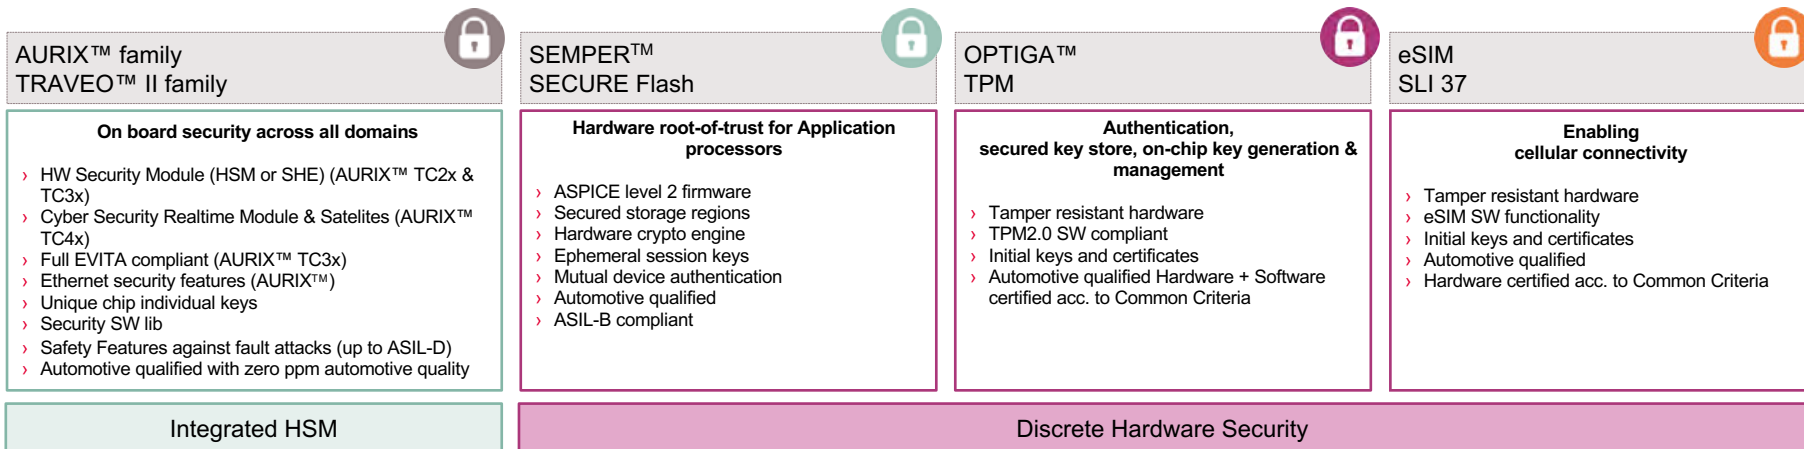 AURIX™ family
TRAVEO™ II family
On board security across all domains
› HW Security Module (HSM or SHE) (AURIX™ TC2x &
TC3x)
› Cyber Security Realtime Module & Satelites (AURIX™
TC4x)
› Full EVITA compliant (AURIX™ TC3x)
› Ethernet security features (AURIX™)
› Unique chip individual keys
› Security SW lib
› Safety Features against fault attacks (up to ASIL-D)
› Automotive qualified with zero ppm automotive quality
Integrated HSM
SEMPER™
SECURE Flash
Hardware root-of-trust for Application
processors
› ASPICE level 2 firmware
› Secured storage regions
› Hardware crypto engine
› Ephemeral session keys
› Mutual device authentication
› Automotive qualified
› ASIL-B compliant
OPTIGA™
TPM
Authentication,
secured key store, on-chip key generation &
management
› Tamper resistant hardware
› TPM2.0 SW compliant
› Initial keys and certificates
› Automotive qualified Hardware + Software
certified acc. to Common Criteria
eSIM
SLI 37
Enabling
cellular connectivity
› Tamper resistant hardware
› eSIM SW functionality
› Initial keys and certificates
› Automotive qualified
› Hardware certified acc. to Common Criteria
Discrete Hardware Security